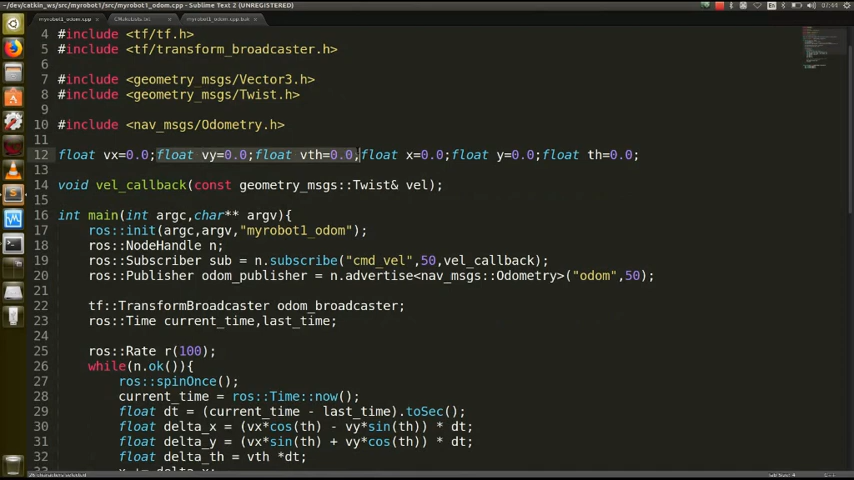 ~/dev/catkin_ws/src/myrobot1/src/myrobot1_odom.cpp - Sublime Text 2 (UNREGISTERED)
En
07:44
myrobot1_odom.cpp
CMakeLists.txt
myrobot1_odom.cpp.bak
4 #include <tf/tf.h>
5 #include <tf/transform_broadcaster.h>
6
7 #include <geometry_msgs/Vector3.h>
8 #include <geometry_msgs/Twist.h>
9
10 #include <nav_msgs/Odometry.h>
11
12 float vx=0.0;float vy=0.0;float vth=0.0,float x=0.0;float y=0.0;float th=0.0;
13
14 void vel_callback(const geometry_msgs::Twist& vel);
15
16 int main(int argc,char** argv){
17 ros::init(argc,argv,"myrobot1_odom");
18 ros::NodeHandle n;
19 ros::Subscriber sub = n.subscribe("cmd_vel",50,vel_callback);
20 ros::Publisher odom_publisher = n.advertise<nav_msgs::Odometry>("odom",50);
21
22 tf::TransformBroadcaster odom_broadcaster;
23 ros::Time current_time,last_time;
24
25 ros::Rate r(100);
26 while(n.ok()){
27 ros::spinOnce();
28 current_time = ros::Time::now();
29 float dt = (current_time - last_time).toSec();
30 float delta_x = (vx*cos(th) - vy*sin(th)) * dt;
31 float delta_y = (vx*sin(th) + vy*cos(th)) * dt;
32 float delta_th = vth *dt;
33 x += delta_x;